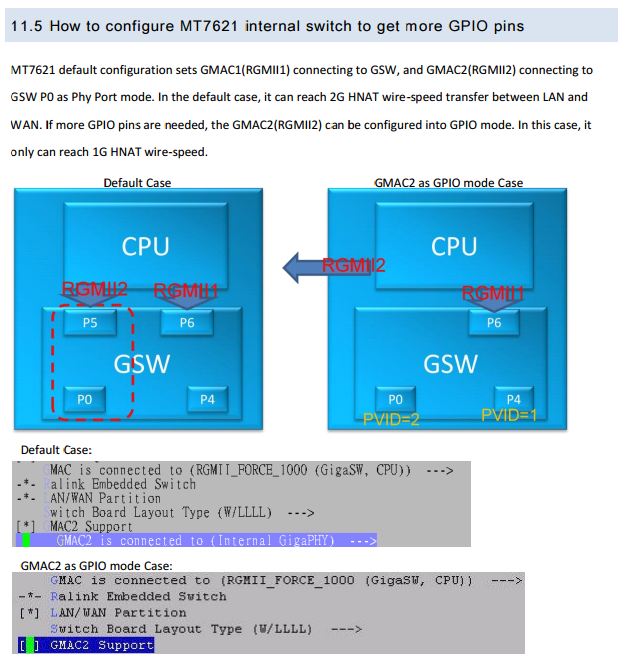 11.5 How to configure MT7621 internal switch to get more GPIO pins
MT7621 default configuration sets GMAC1(RGMII1) connecting to GSW, and GMAC2(RGMII2) connecting to
GSW P0 as Phy Port mode. In the default case, it can reach 2G HNAT wire-speed transfer between LAN and
WAN. If more GPIO pins are needed, the GMAC2(RGMII2) can be configured into GPIO mode. In this case, it
only can reach 1G HNAT wire-speed.
Default Case
CPU
RGMII2 RGMII1
P5 P6
GSW
P0 P4
GMAC2 as GPIO mode Case
CPU
RGMII2
RGMII1
P6
GSW
P0 P4
PVID=2 PVID=1
Default Case:
MAC is connected to (RGMII_FORCE_1000 (GigaSW, CPU)) --->
-*- alink Embedded Switch
-*- AN/WAN Partition
witch Board Layout Type (W/LLLL) --->
[*] MAC2 Support
GMAC2 is connected to (Internal GigaPHY) --->
GMAC2 as GPIO mode Case:
GMAC is connected to (RGMII_FORCE_1000 (GigaSW, CPU)) --->
-*- Ralink Embedded Switch
[*] LAN/WAN Partition
Switch Board Layout Type (W/LLLL) --->
[ ] GMAC2 Support